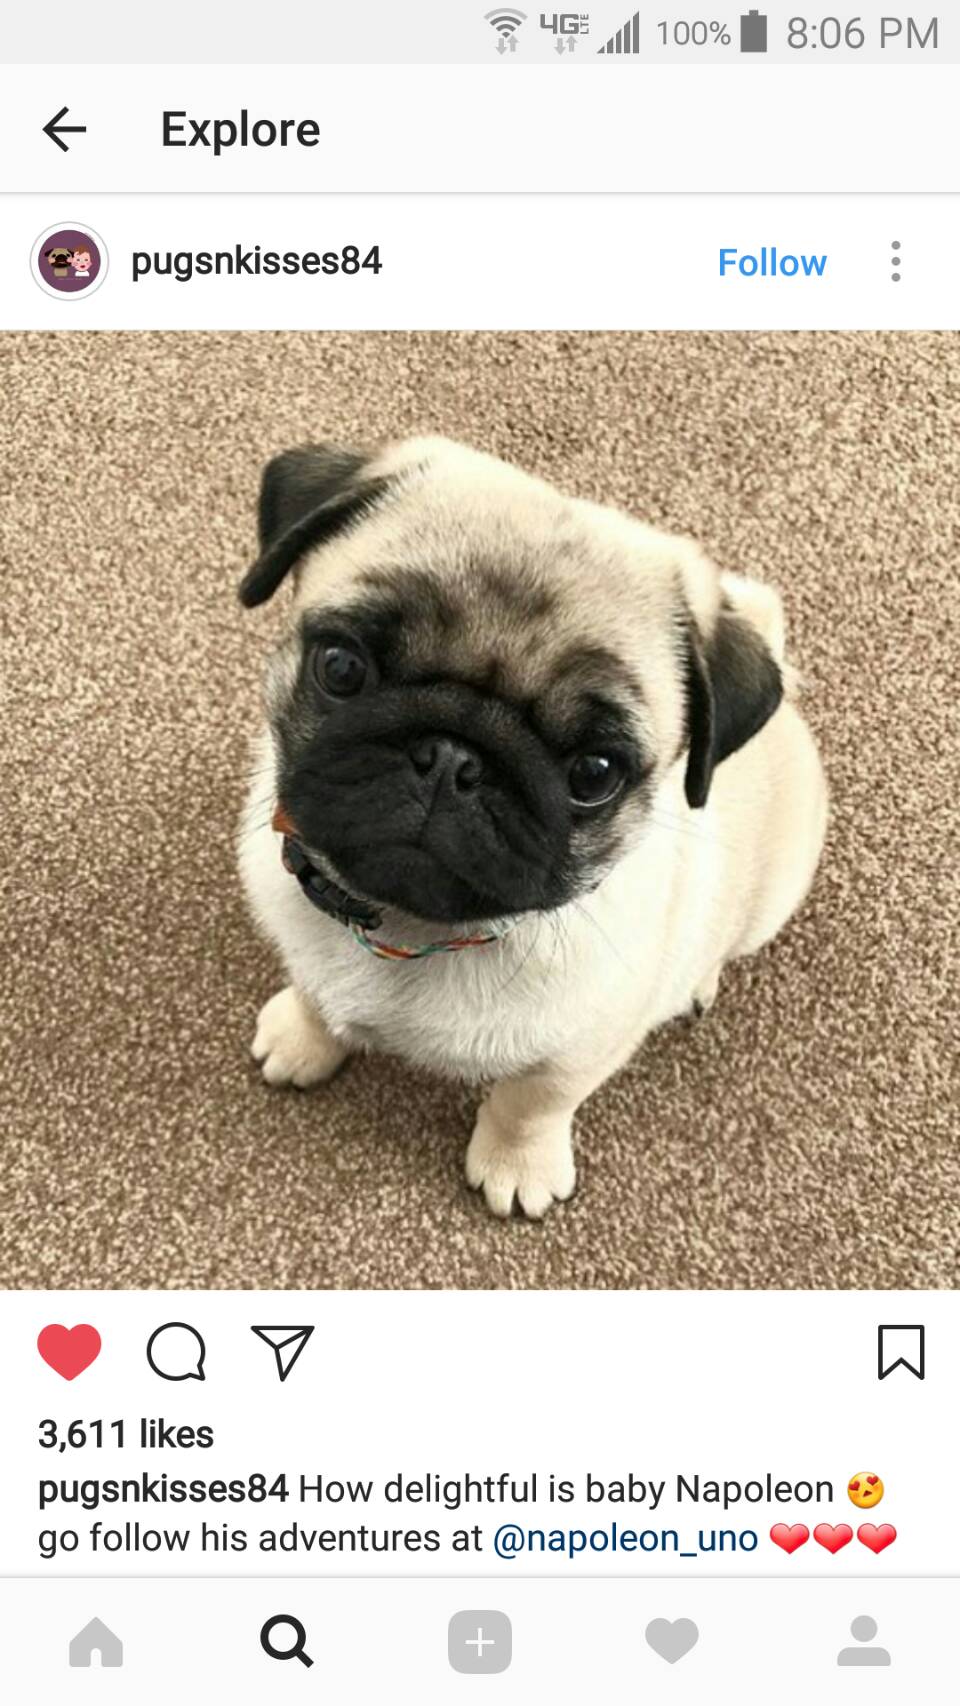 4G LTE 100% 8:06 PM
Explore
pugsnkisses84 Follow
3,611 likes
pugsnkisses84 How delightful is baby Napoleon 😍
go follow his adventures at @napoleon_uno ❤❤❤